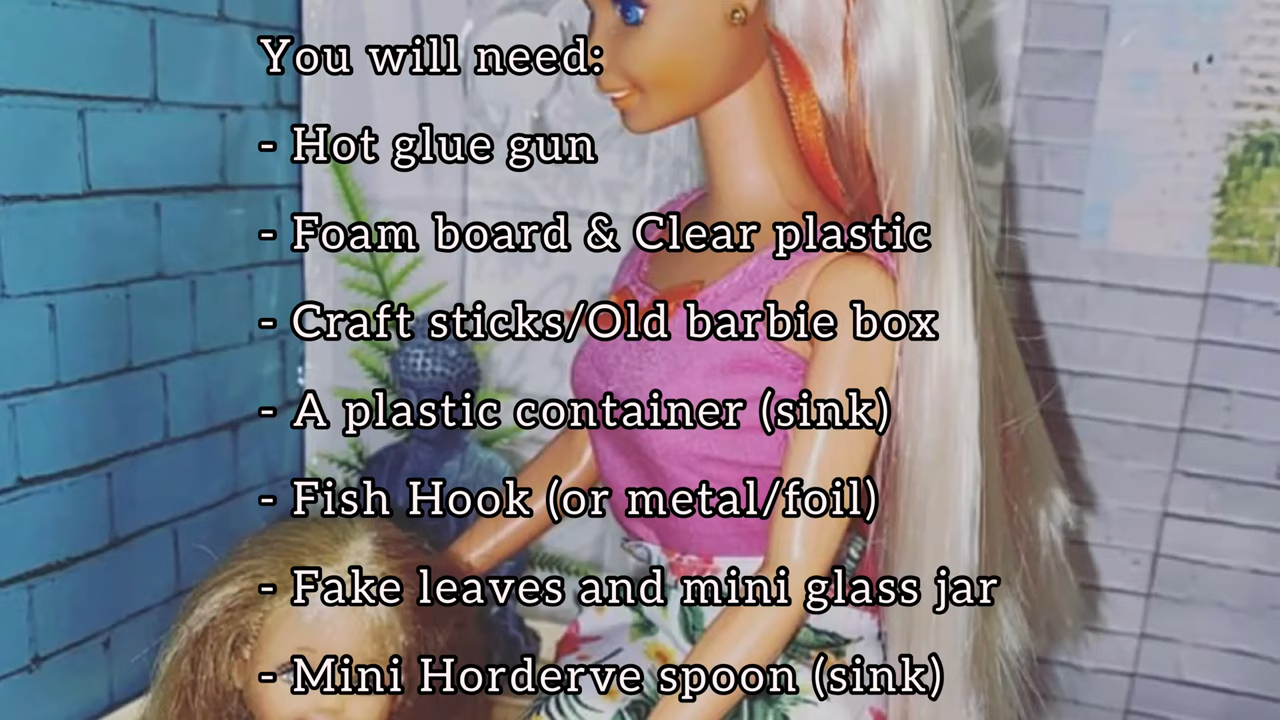 You will need:
- Hot glue gun
- Foam board & Clear plastic
- Craft sticks/Old barbie box
- A plastic container (sink)
- Fish Hook (or metal/foil)
- Fake leaves and mini glass jar
- Mini Horderve spoon (sink)